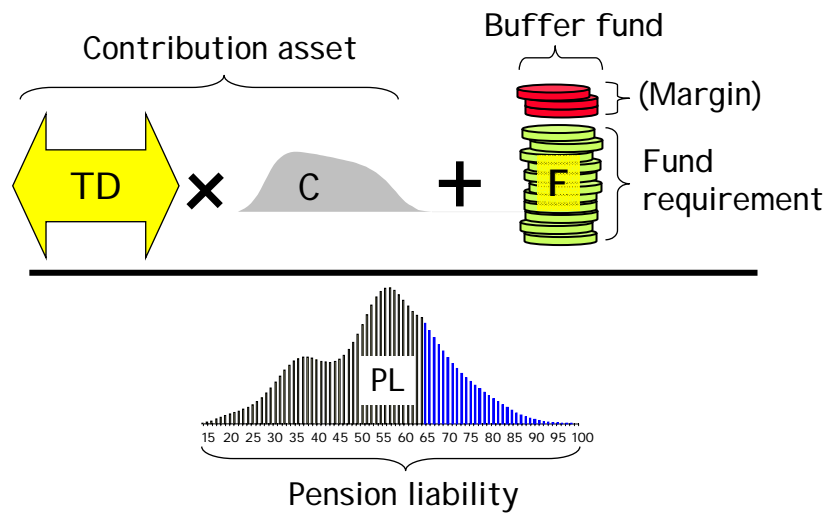 Buffer fund
Contribution asset
(Margin)
TD
×
C
+
F
Fund
requirement
PL
15 20 25 30 35 40 45 50 55 60 65 70 75 80 85 90 95 100
Pension liability